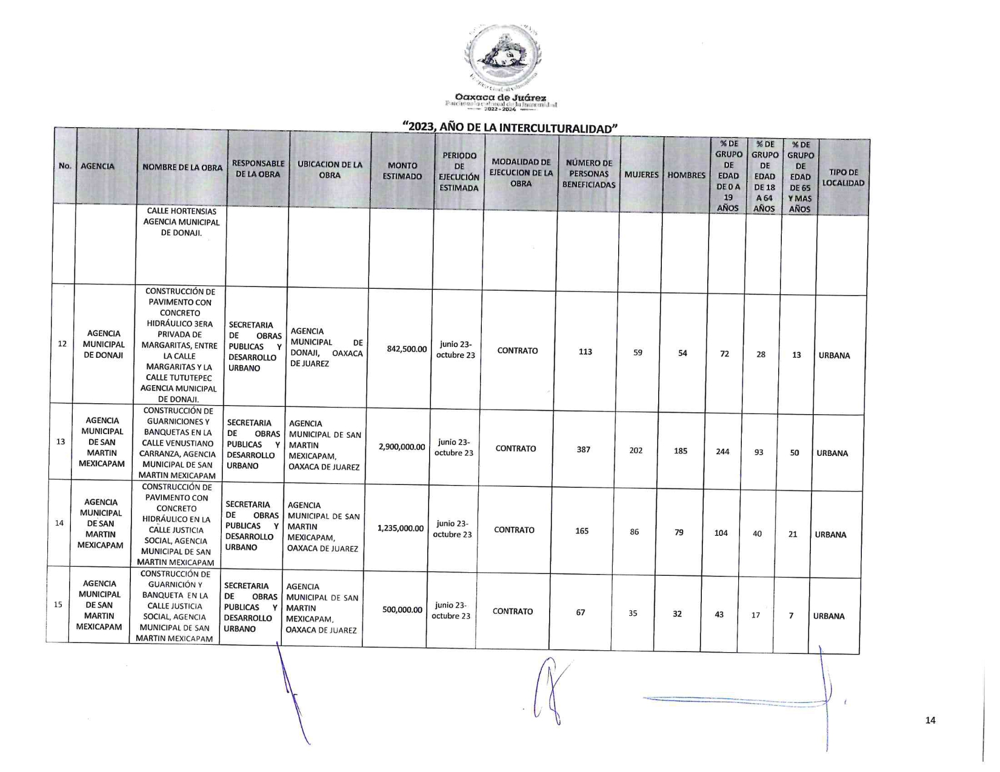 Oaxaca de Juárez
Patrimonio cultural de la humanidad
2022 - 2024
“2023, AÑO DE LA INTERCULTURALIDAD”
No.
AGENCIA
NOMBRE DE LA OBRA
RESPONSABLE
DE LA OBRA
UBICACION DE LA
OBRA
MONTO
ESTIMADO
PERIODO
DE
EJECUCIÓN
ESTIMADA
MODALIDAD DE
EJECUCION DE LA
OBRA
NÚMERO DE
PERSONAS
BENEFICIADAS
MUJERES
HOMBRES
% DE
GRUPO
DE
EDAD
DE 0 A
19
AÑOS
% DE
GRUPO
DE
EDAD
DE 18
A 64
AÑOS
% DE
GRUPO
DE
EDAD
DE 65
Y MAS
AÑOS
TIPO DE
LOCALIDAD
CALLE HORTENSIAS
AGENCIA MUNICIPAL
DE DONAJI.
12
AGENCIA
MUNICIPAL
DE DONAJI
CONSTRUCCIÓN DE
PAVIMENTO CON
CONCRETO
HIDRÁULICO 3ERA
PRIVADA DE
MARGARITAS, ENTRE
LA CALLE
MARGARITAS Y LA
CALLE TUTUTEPEC
AGENCIA MUNICIPAL
DE DONAJI.
SECRETARIA
DE OBRAS
PUBLICAS Y
DESARROLLO
URBANO
AGENCIA
MUNICIPAL DE
DONAJI, OAXACA
DE JUAREZ
842,500.00
junio 23-
octubre 23
CONTRATO
113
59
54
72
28
13
URBANA
13
AGENCIA
MUNICIPAL
DE SAN
MARTIN
MEXICAPAM
CONSTRUCCIÓN DE
GUARNICIONES Y
BANQUETAS EN LA
CALLE VENUSTIANO
CARRANZA, AGENCIA
MUNICIPAL DE SAN
MARTIN MEXICAPAM
SECRETARIA
DE OBRAS
PUBLICAS Y
DESARROLLO
URBANO
AGENCIA
MUNICIPAL DE SAN
MARTIN
MEXICAPAM,
OAXACA DE JUAREZ
2,900,000.00
junio 23-
octubre 23
CONTRATO
387
202
185
244
93
50
URBANA
14
AGENCIA
MUNICIPAL
DE SAN
MARTIN
MEXICAPAM
CONSTRUCCIÓN DE
PAVIMENTO CON
CONCRETO
HIDRÁULICO EN LA
CALLE JUSTICIA
SOCIAL, AGENCIA
MUNICIPAL DE SAN
MARTIN MEXICAPAM
SECRETARIA
DE OBRAS
PUBLICAS Y
DESARROLLO
URBANO
AGENCIA
MUNICIPAL DE SAN
MARTIN
MEXICAPAM,
OAXACA DE JUAREZ
1,235,000.00
junio 23-
octubre 23
CONTRATO
165
86
79
104
40
21
URBANA
15
AGENCIA
MUNICIPAL
DE SAN
MARTIN
MEXICAPAM
CONSTRUCCIÓN DE
GUARNICIÓN Y
BANQUETA EN LA
CALLE JUSTICIA
SOCIAL, AGENCIA
MUNICIPAL DE SAN
MARTIN MEXICAPAM
SECRETARIA
DE OBRAS
PUBLICAS Y
DESARROLLO
URBANO
AGENCIA
MUNICIPAL DE SAN
MARTIN
MEXICAPAM,
OAXACA DE JUAREZ
500,000.00
junio 23-
octubre 23
CONTRATO
67
35
32
43
17
7
URBANA
14